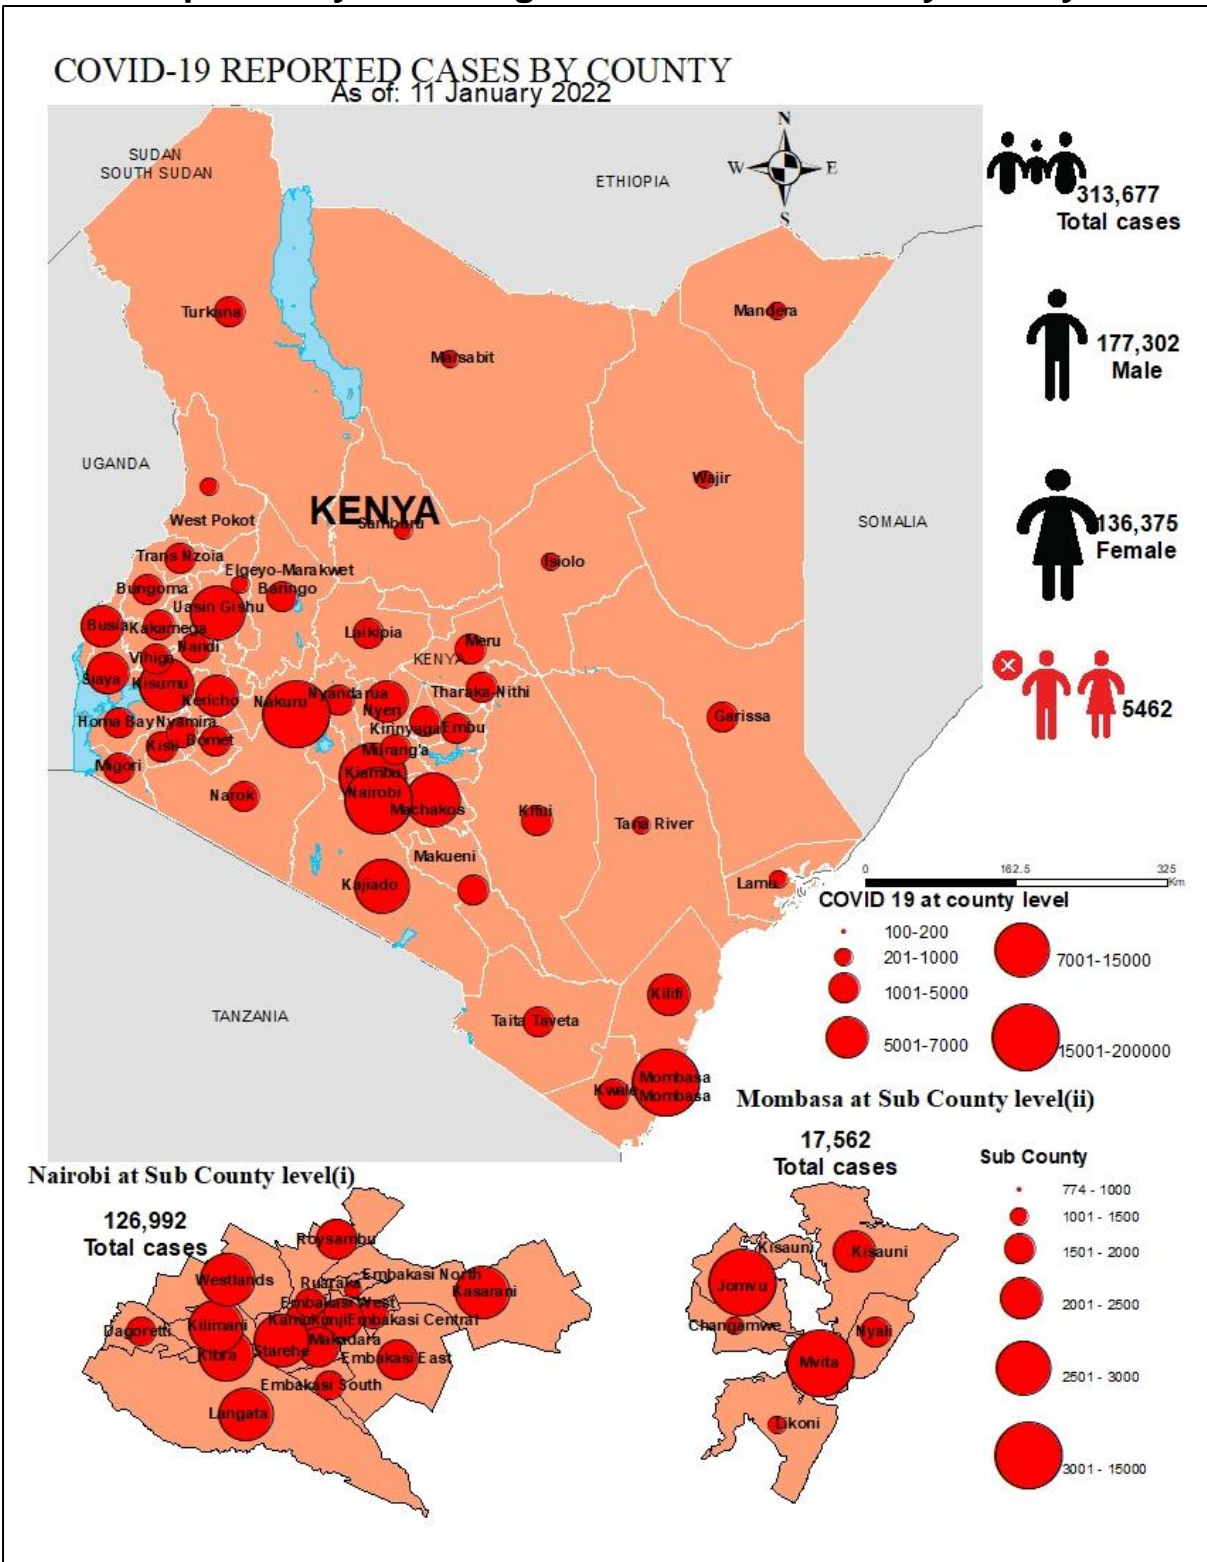 COVID-19 REPORTED CASES BY COUNTY
As of: 11 January 2022
N
W
E
S
SUDAN
SOUTH SUDAN
ETHIOPIA
313,677
Total cases
Turkana
Mandera
Marsabit
177,302
Male
UGANDA
Wajir
KENYA
Samburu
West Pokot
SOMALIA
136,375
Female
Trans Nzoia
Elgeyo-Marakwet
Isiolo
Bungoma
Baringo
Uasin Gishu
Busia
Kakamega
Laikipia
Nandi
Meru
Vihiga
KENYA
Siaya
Kisumu
Kericho
Nakuru
Nyandarua
Tharaka-Nithi
Nyeri
5462
Homa Bay
Nyamira
Kirinyaga
Embu
Garissa
Kisii
Bomet
Murang'a
Migori
Kiambu
Narok
Nairobi
Machakos
Kitui
Tana River
Makueni
Kajiado
Lamu
0
162.5
325
Km
COVID 19 at county level
100-200
201-1000
1001-5000
5001-7000
7001-15000
15001-200000
Kilifi
TANZANIA
Taita Taveta
Kwale
Mombasa
Mombasa
Mombasa at Sub County level(ii)
17,562
Total cases
Sub County
774 - 1000
1001 - 1500
1501 - 2000
2001 - 2500
2501 - 3000
3001 - 15000
Kisauni
Kisauni
Jomvu
Changamwe
Nyali
Mvita
Likoni
Nairobi at Sub County level(i)
126,992
Total cases
Roysambu
Westlands
Ruaraka
Embakasi North
Kasarani
Embakasi West
Kamukunji
Embakasi Central
Dagoretti
Kilimani
Makadara
Kibra
Starehe
Embakasi East
Embakasi South
Langata